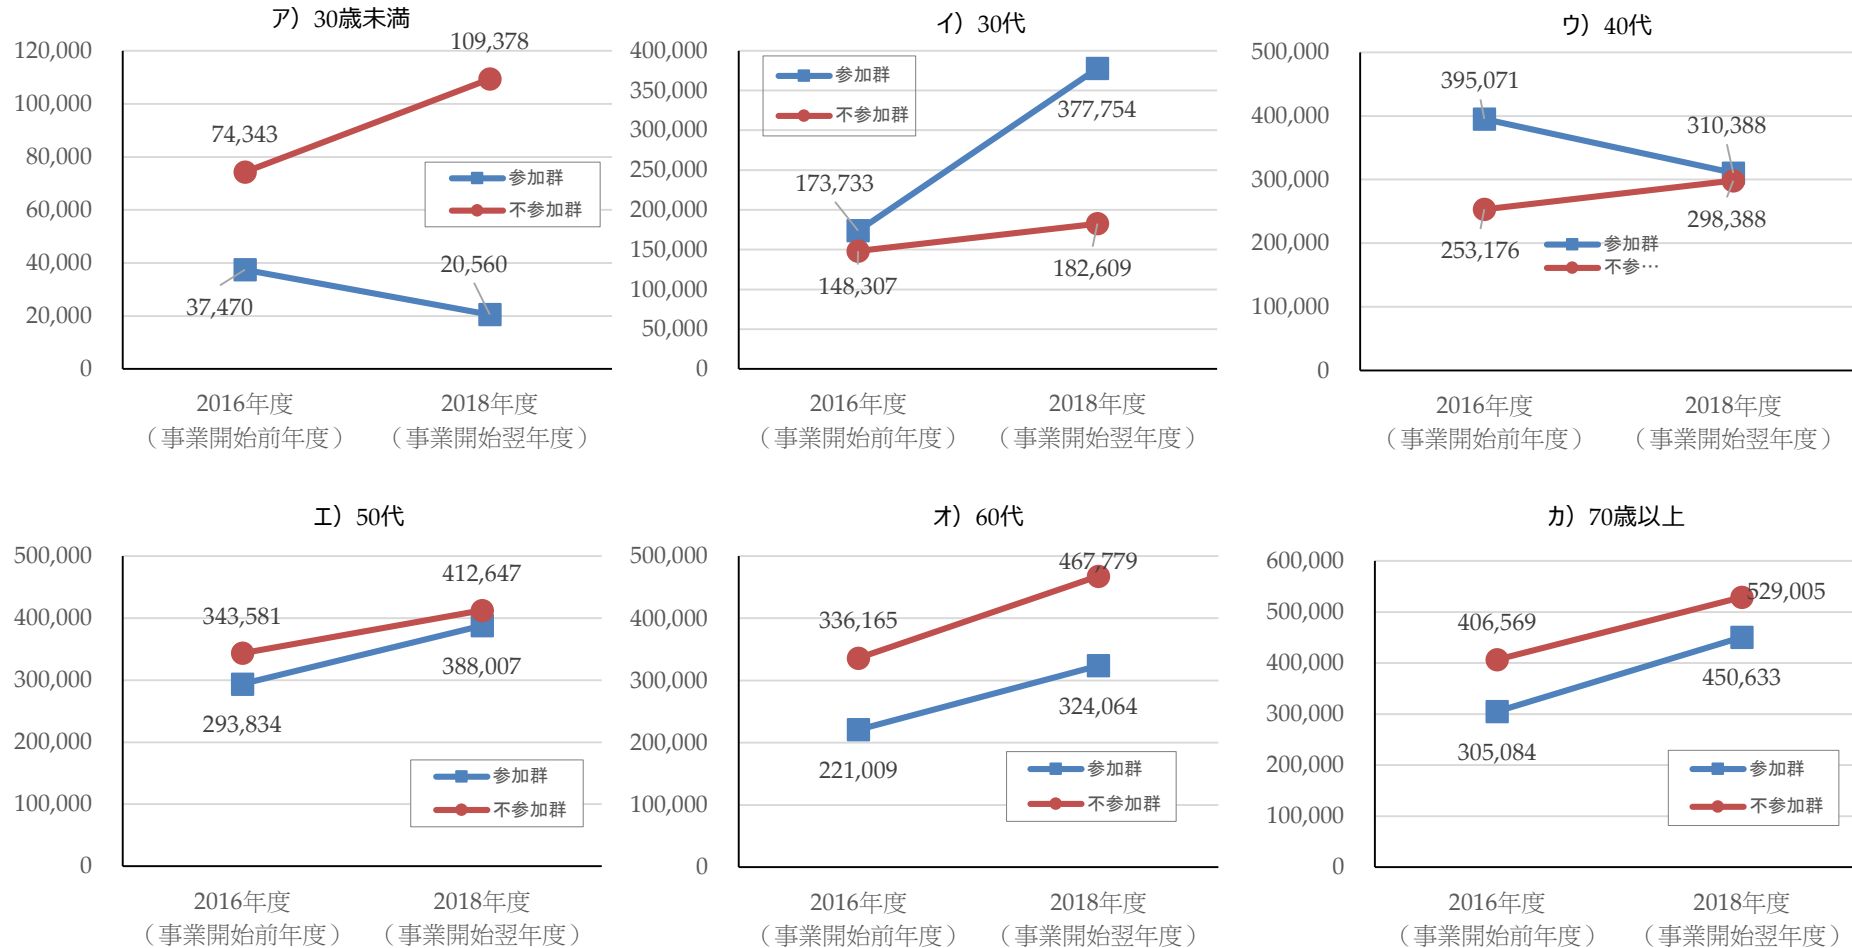 ア）30歳未満
120,000
100,000
80,000
60,000
40,000
20,000
0
109,378
74,343
参加群
不参加群
20,560
37,470
2016年度
（事業開始前年度）
2018年度
（事業開始翌年度）
イ）30代
400,000
350,000
300,000
250,000
200,000
150,000
100,000
50,000
0
参加群
不参加群
377,754
173,733
182,609
148,307
2016年度
（事業開始前年度）
2018年度
（事業開始翌年度）
ウ）40代
500,000
400,000
300,000
200,000
100,000
0
395,071
310,388
298,388
253,176
参加群
不参…
2016年度
（事業開始前年度）
2018年度
（事業開始翌年度）
エ）50代
500,000
400,000
300,000
200,000
100,000
0
412,647
343,581
388,007
293,834
参加群
不参加群
2016年度
（事業開始前年度）
2018年度
（事業開始翌年度）
オ）60代
500,000
400,000
300,000
200,000
100,000
0
467,779
336,165
324,064
221,009
参加群
不参加群
2016年度
（事業開始前年度）
2018年度
（事業開始翌年度）
カ）70歳以上
600,000
500,000
400,000
300,000
200,000
100,000
0
529,005
406,569
450,633
305,084
参加群
不参加群
2016年度
（事業開始前年度）
2018年度
（事業開始翌年度）